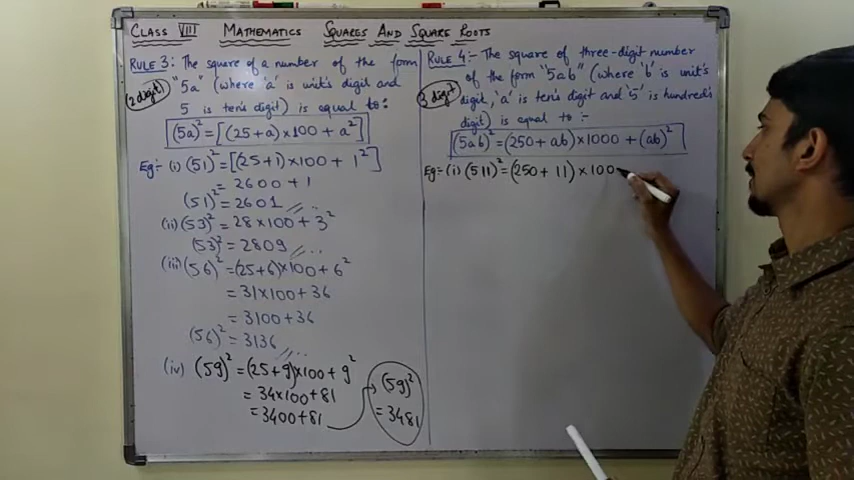 CLASS VIII MATHEMATICS SQUARES AND SQUARE ROOTS
RULE 3: The square of a number of the form
"5a" (where 'a' is unit's digit and
(2 digit)
5 is ten's digit) is equal to:
(5a)² = [(25+a)×100 + a²]
Eg:- (i) (51)² = [(25+1)×100 + 1²]
= 2600 + 1
(51)² = 2601
(ii) (53)² = 28×100 + 3²
(53)² = 2809
(iii) (56)² = (25+6)×100 + 6²
= 31×100 + 36
= 3100 + 36
(56)² = 3136
(iv) (59)² = (25+9)×100 + 9²
= 34×100 + 81
= 3400 + 81
(59)²
= 3481
RULE 4:- The square of three-digit number
of the form "5ab" (where 'b' is unit's
(3 digit)
digit, 'a' is ten's digit and '5' is hundred's
digit) is equal to:-
(5ab)² = (250 + ab)×1000 + (ab)²
Eg:- (i) (511)² = (250 + 11)×100